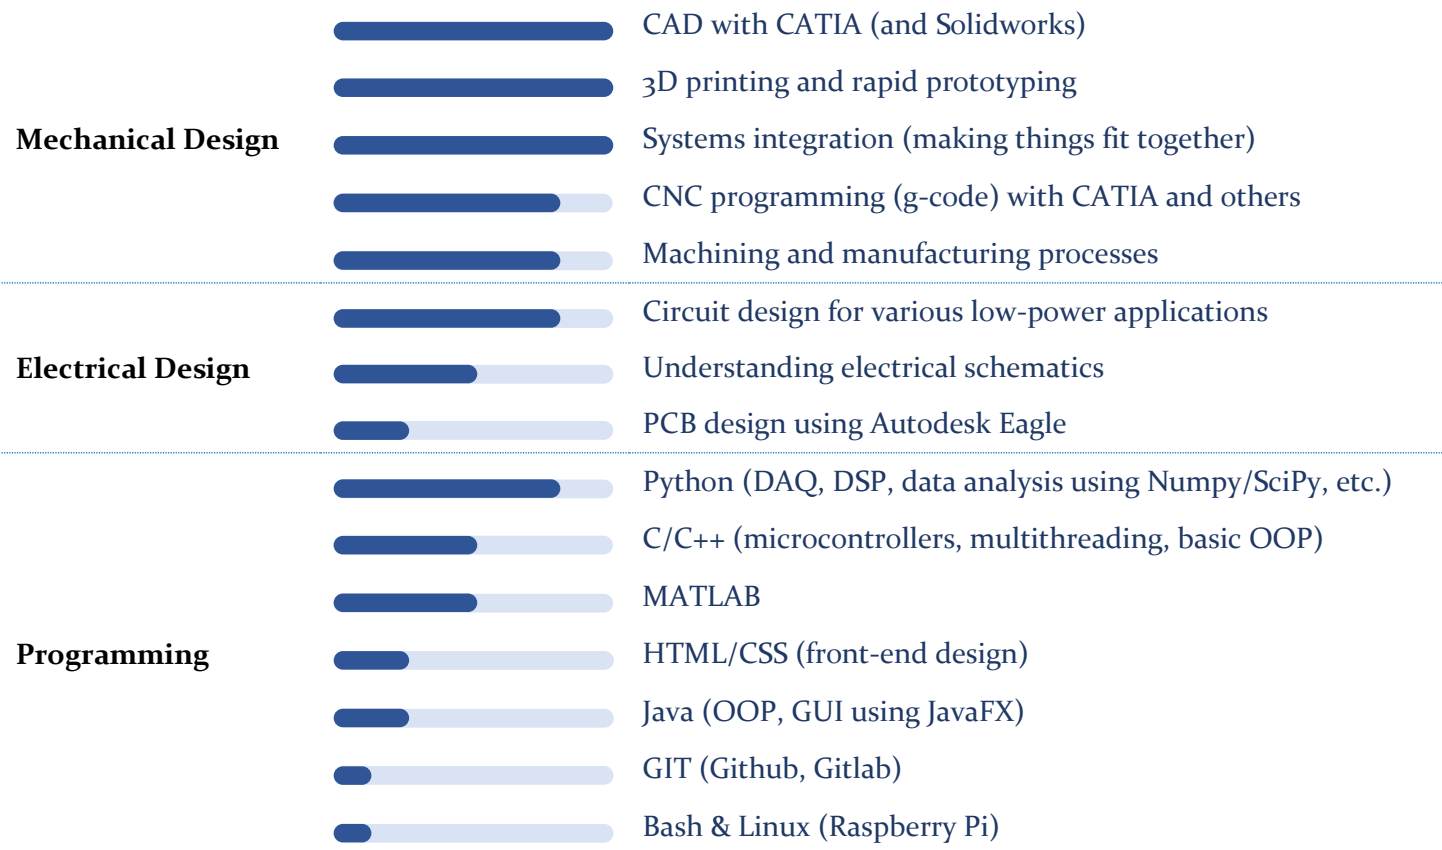 CAD with CATIA (and Solidworks)
3D printing and rapid prototyping
Mechanical Design
Systems integration (making things fit together)
CNC programming (g-code) with CATIA and others
Machining and manufacturing processes
Circuit design for various low-power applications
Electrical Design
Understanding electrical schematics
PCB design using Autodesk Eagle
Python (DAQ, DSP, data analysis using Numpy/SciPy, etc.)
C/C++ (microcontrollers, multithreading, basic OOP)
MATLAB
Programming
HTML/CSS (front-end design)
Java (OOP, GUI using JavaFX)
GIT (Github, Gitlab)
Bash & Linux (Raspberry Pi)